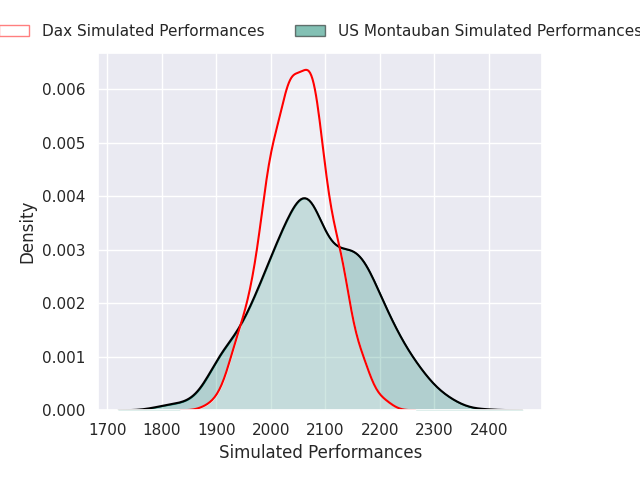 Dax Simulated Performances
US Montauban Simulated Performances
0.006
0.005
0.004
0.003
0.002
0.001
0.000
Density
1700 1800 1900 2000 2100 2200 2300 2400
Simulated Performances